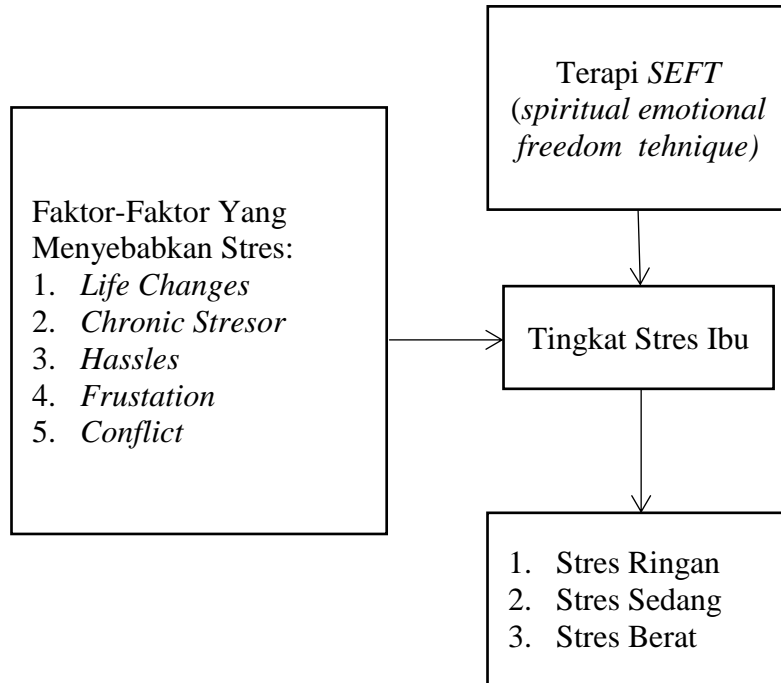 Terapi SEFT
(spiritual emotional
freedom tehnique)
Faktor-Faktor Yang
Menyebabkan Stres:
1. Life Changes
2. Chronic Stresor
3. Hassles
4. Frustation
5. Conflict
Tingkat Stres Ibu
1. Stres Ringan
2. Stres Sedang
3. Stres Berat